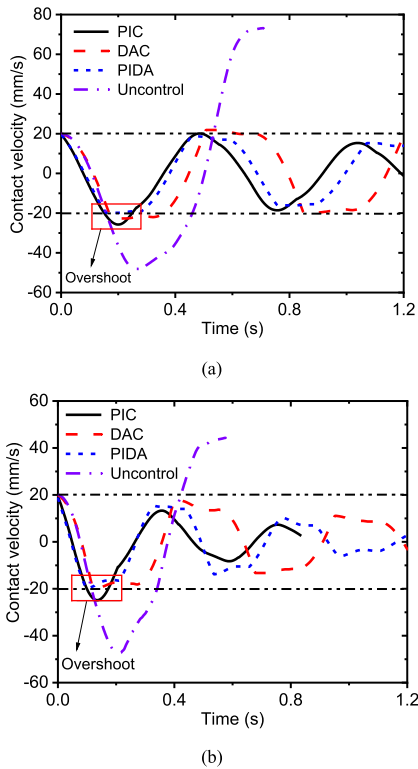 80
60
40
20
0
-20
-40
-60
Contact velocity (mm/s)
PIC
DAC
PIDA
Uncontrol
Overshoot
0.0 0.4 0.8 1.2
Time (s)
(a)
60
40
20
0
-20
-40
-60
Contact velocity (mm/s)
PIC
DAC
PIDA
Uncontrol
Overshoot
0.0 0.4 0.8 1.2
Time (s)
(b)